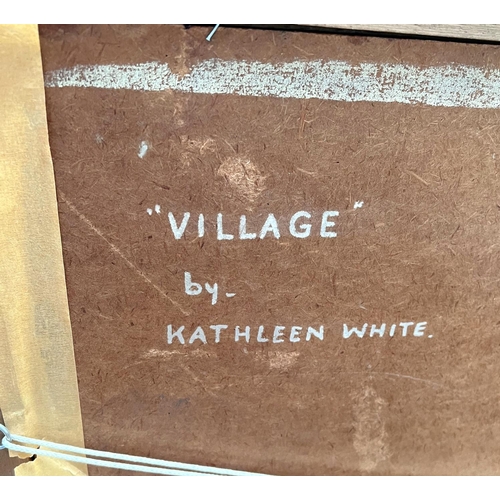 "VILLAGE"
by-
KATHLEEN WHITE.